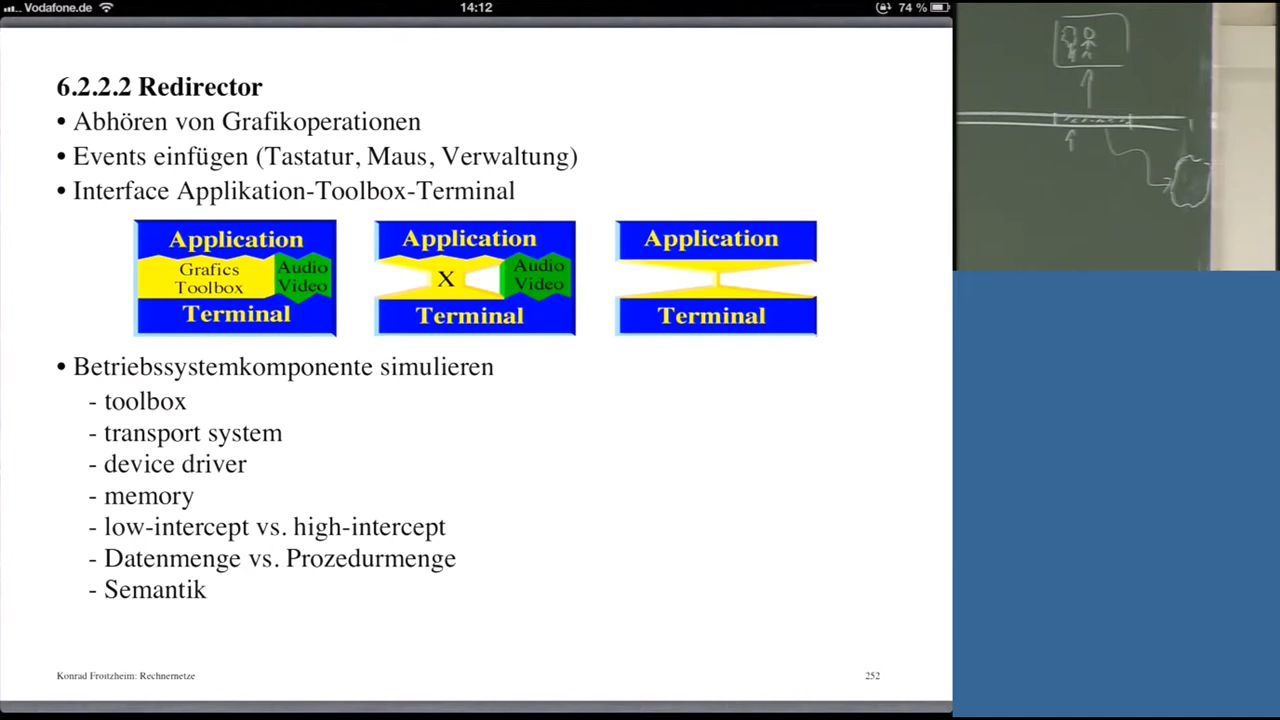 Vodafone.de
14:12
74 %
6.2.2.2 Redirector
• Abhören von Grafikoperationen
• Events einfügen (Tastatur, Maus, Verwaltung)
• Interface Applikation-Toolbox-Terminal
Application
Grafics
Toolbox
Audio
Video
Terminal
Application
X
Audio
Video
Terminal
Application
Terminal
• Betriebssystemkomponente simulieren
- toolbox
- transport system
- device driver
- memory
- low-intercept vs. high-intercept
- Datenmenge vs. Prozedurmenge
- Semantik
Konrad Froitzheim: Rechnernetze
252